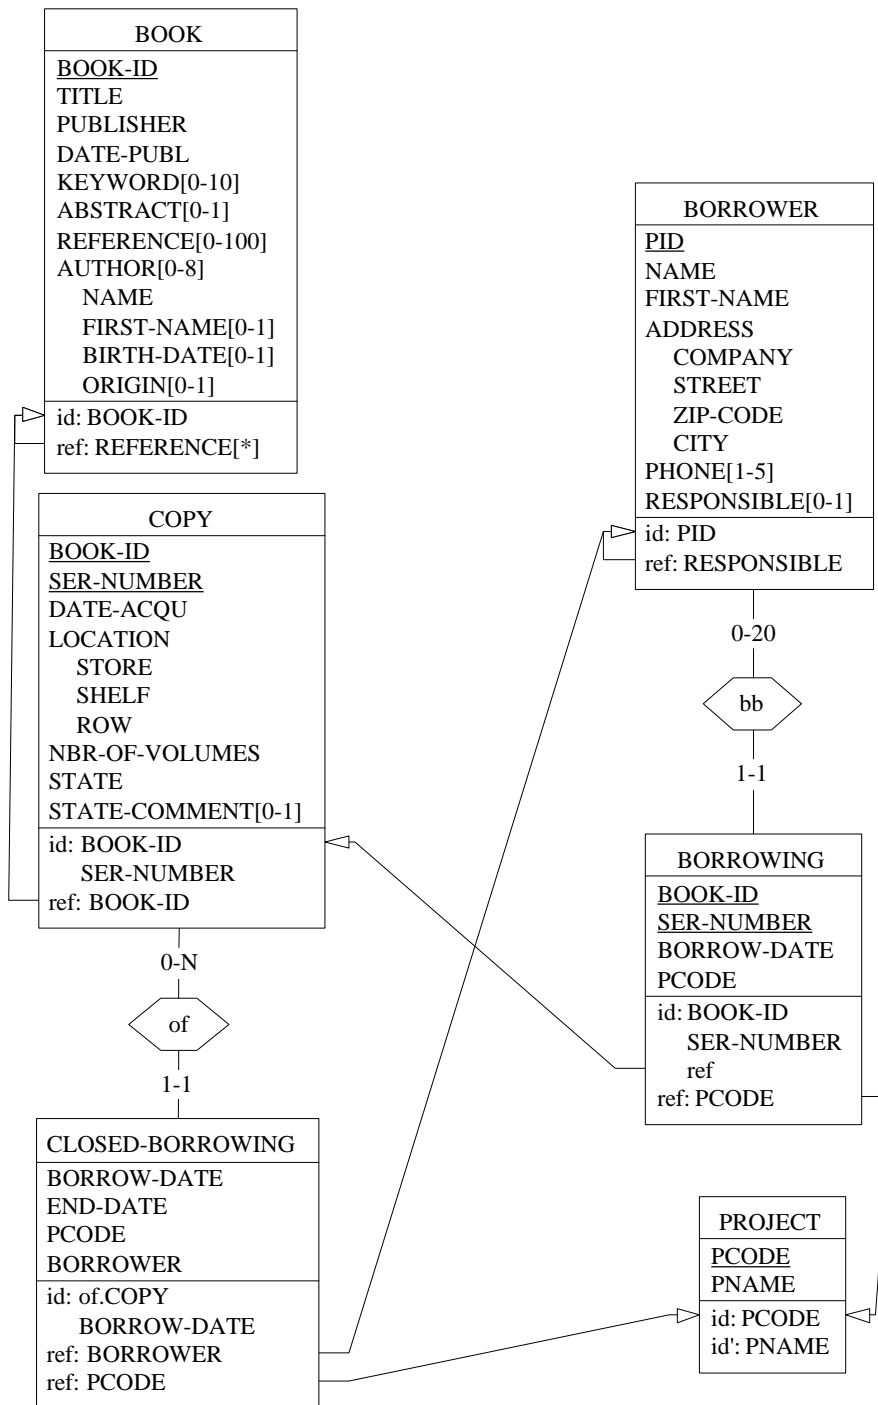 BOOK
BOOK-ID
TITLE
PUBLISHER
DATE-PUBL
KEYWORD[0-10]
ABSTRACT[0-1]
REFERENCE[0-100]
AUTHOR[0-8]
NAME
FIRST-NAME[0-1]
BIRTH-DATE[0-1]
ORIGIN[0-1]
id: BOOK-ID
ref: REFERENCE[*]
BORROWER
PID
NAME
FIRST-NAME
ADDRESS
COMPANY
STREET
ZIP-CODE
CITY
PHONE[1-5]
RESPONSIBLE[0-1]
id: PID
ref: RESPONSIBLE
COPY
BOOK-ID
SER-NUMBER
DATE-ACQU
LOCATION
STORE
SHELF
ROW
NBR-OF-VOLUMES
STATE
STATE-COMMENT[0-1]
id: BOOK-ID
SER-NUMBER
ref: BOOK-ID
0-20
bb
1-1
BORROWING
BOOK-ID
SER-NUMBER
BORROW-DATE
PCODE
id: BOOK-ID
SER-NUMBER
ref
ref: PCODE
0-N
of
1-1
CLOSED-BORROWING
BORROW-DATE
END-DATE
PCODE
BORROWER
id: of.COPY
BORROW-DATE
ref: BORROWER
ref: PCODE
PROJECT
PCODE
PNAME
id: PCODE
id': PNAME